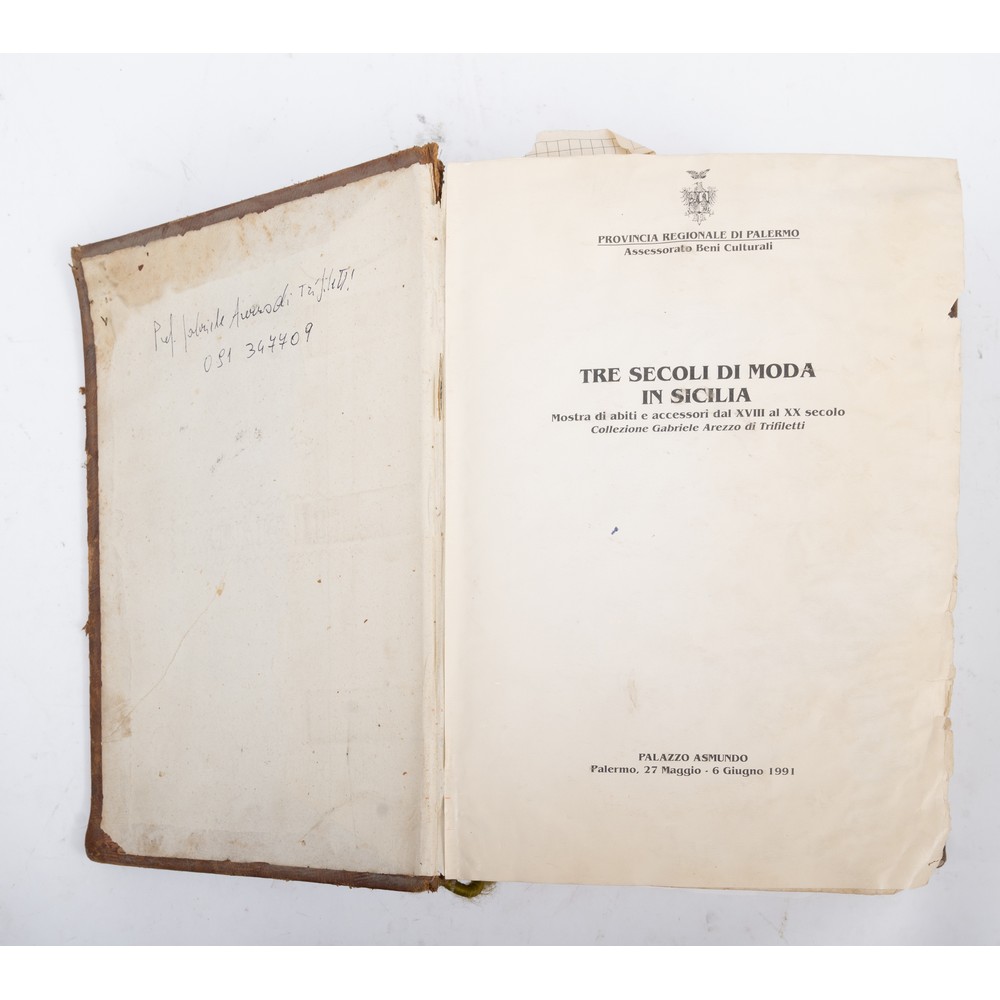 Prof. Gabriele Arezzo di Trifiletti
091 347709
PROVINCIA REGIONALE DI PALERMO
Assessorato Beni Culturali
TRE SECOLI DI MODA
IN SICILIA
Mostra di abiti e accessori dal XVIII al XX secolo
Collezione Gabriele Arezzo di Trifiletti
PALAZZO ASMUNDO
Palermo, 27 Maggio - 6 Giugno 1991